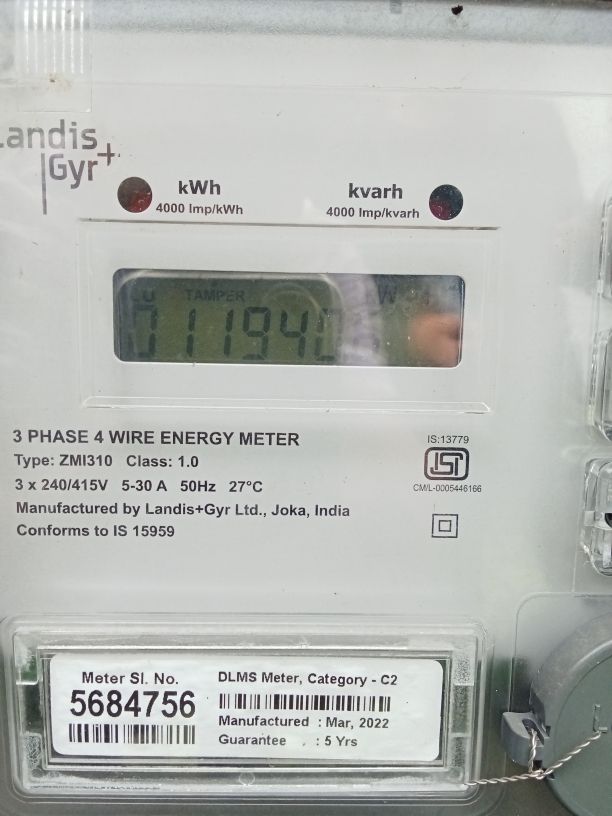 Landis
Gyr+
kWh
4000 Imp/kWh
kvarh
4000 Imp/kvarh
TAMPER
3 PHASE 4 WIRE ENERGY METER
Type: ZMI310 Class: 1.0
3 x 240/415V 5-30 A 50Hz 27°C
Manufactured by Landis+Gyr Ltd., Joka, India
Conforms to IS 15959
IS:13779
ISI
CM/L-0005446166
Meter Sl. No.
5684756
DLMS Meter, Category - C2
Manufactured : Mar, 2022
Guarantee : 5 Yrs